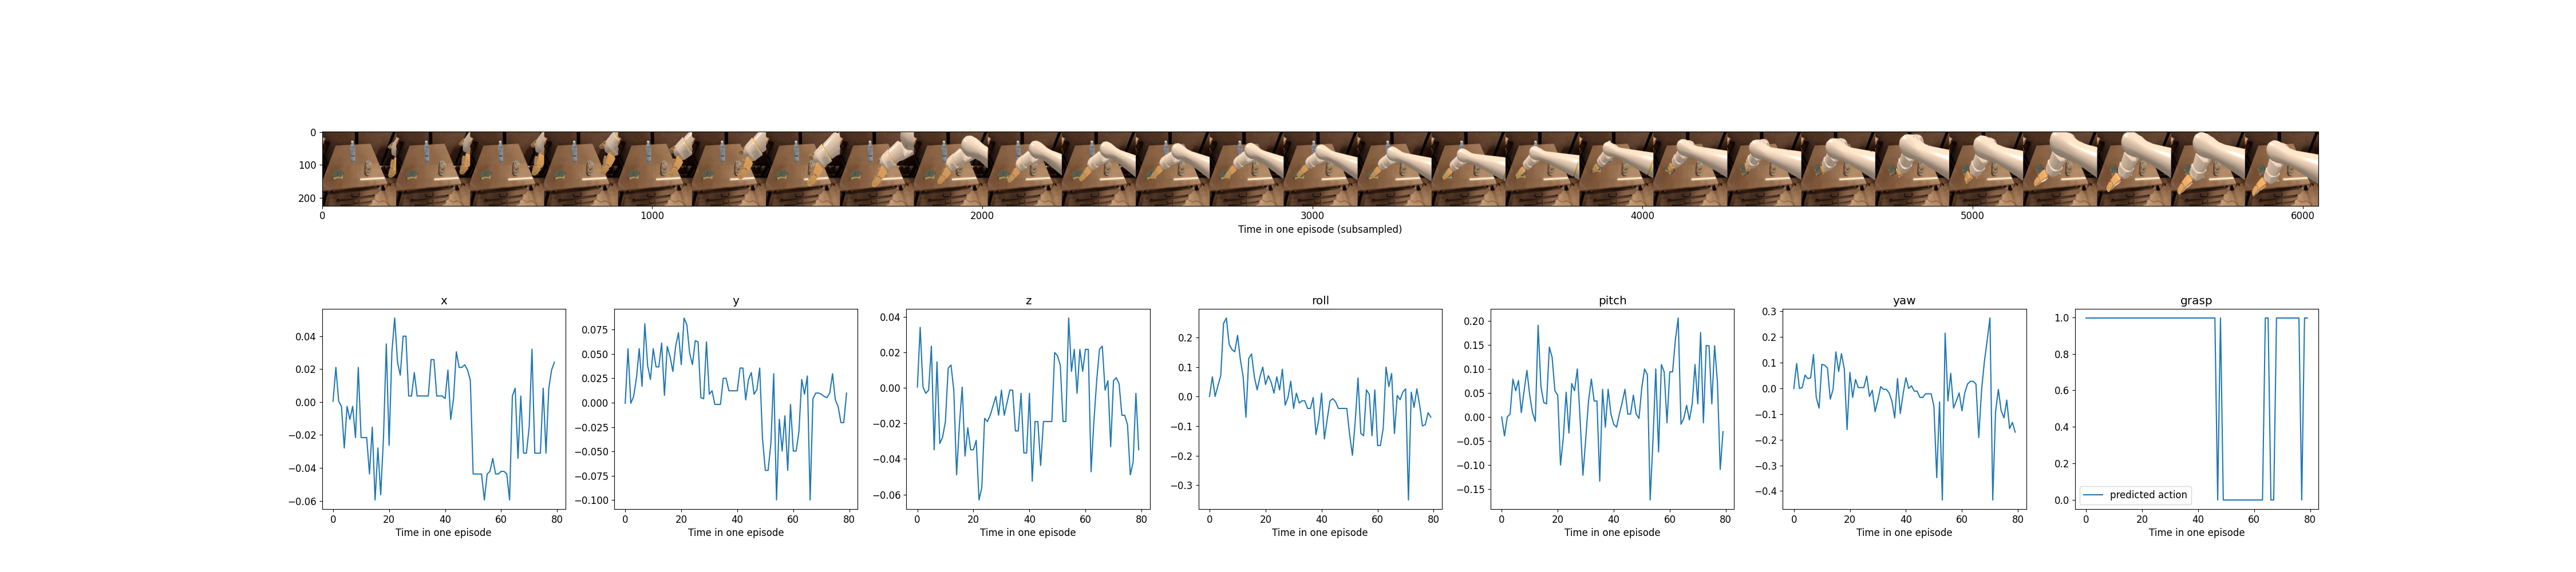 0
100
200
0 1000 2000 3000 4000 5000 6000
Time in one episode (subsampled)
x
0.04
0.02
0.00
−0.02
−0.04
−0.06
0 20 40 60 80
Time in one episode
y
0.075
0.050
0.025
0.000
−0.025
−0.050
−0.075
−0.100
0 20 40 60 80
Time in one episode
z
0.04
0.02
0.00
−0.02
−0.04
−0.06
0 20 40 60 80
Time in one episode
roll
0.2
0.1
0.0
−0.1
−0.2
−0.3
0 20 40 60 80
Time in one episode
pitch
0.20
0.15
0.10
0.05
0.00
−0.05
−0.10
−0.15
0 20 40 60 80
Time in one episode
yaw
0.3
0.2
0.1
0.0
−0.1
−0.2
−0.3
−0.4
0 20 40 60 80
Time in one episode
grasp
1.0
0.8
0.6
0.4
0.2
0.0
predicted action
0 20 40 60 80
Time in one episode